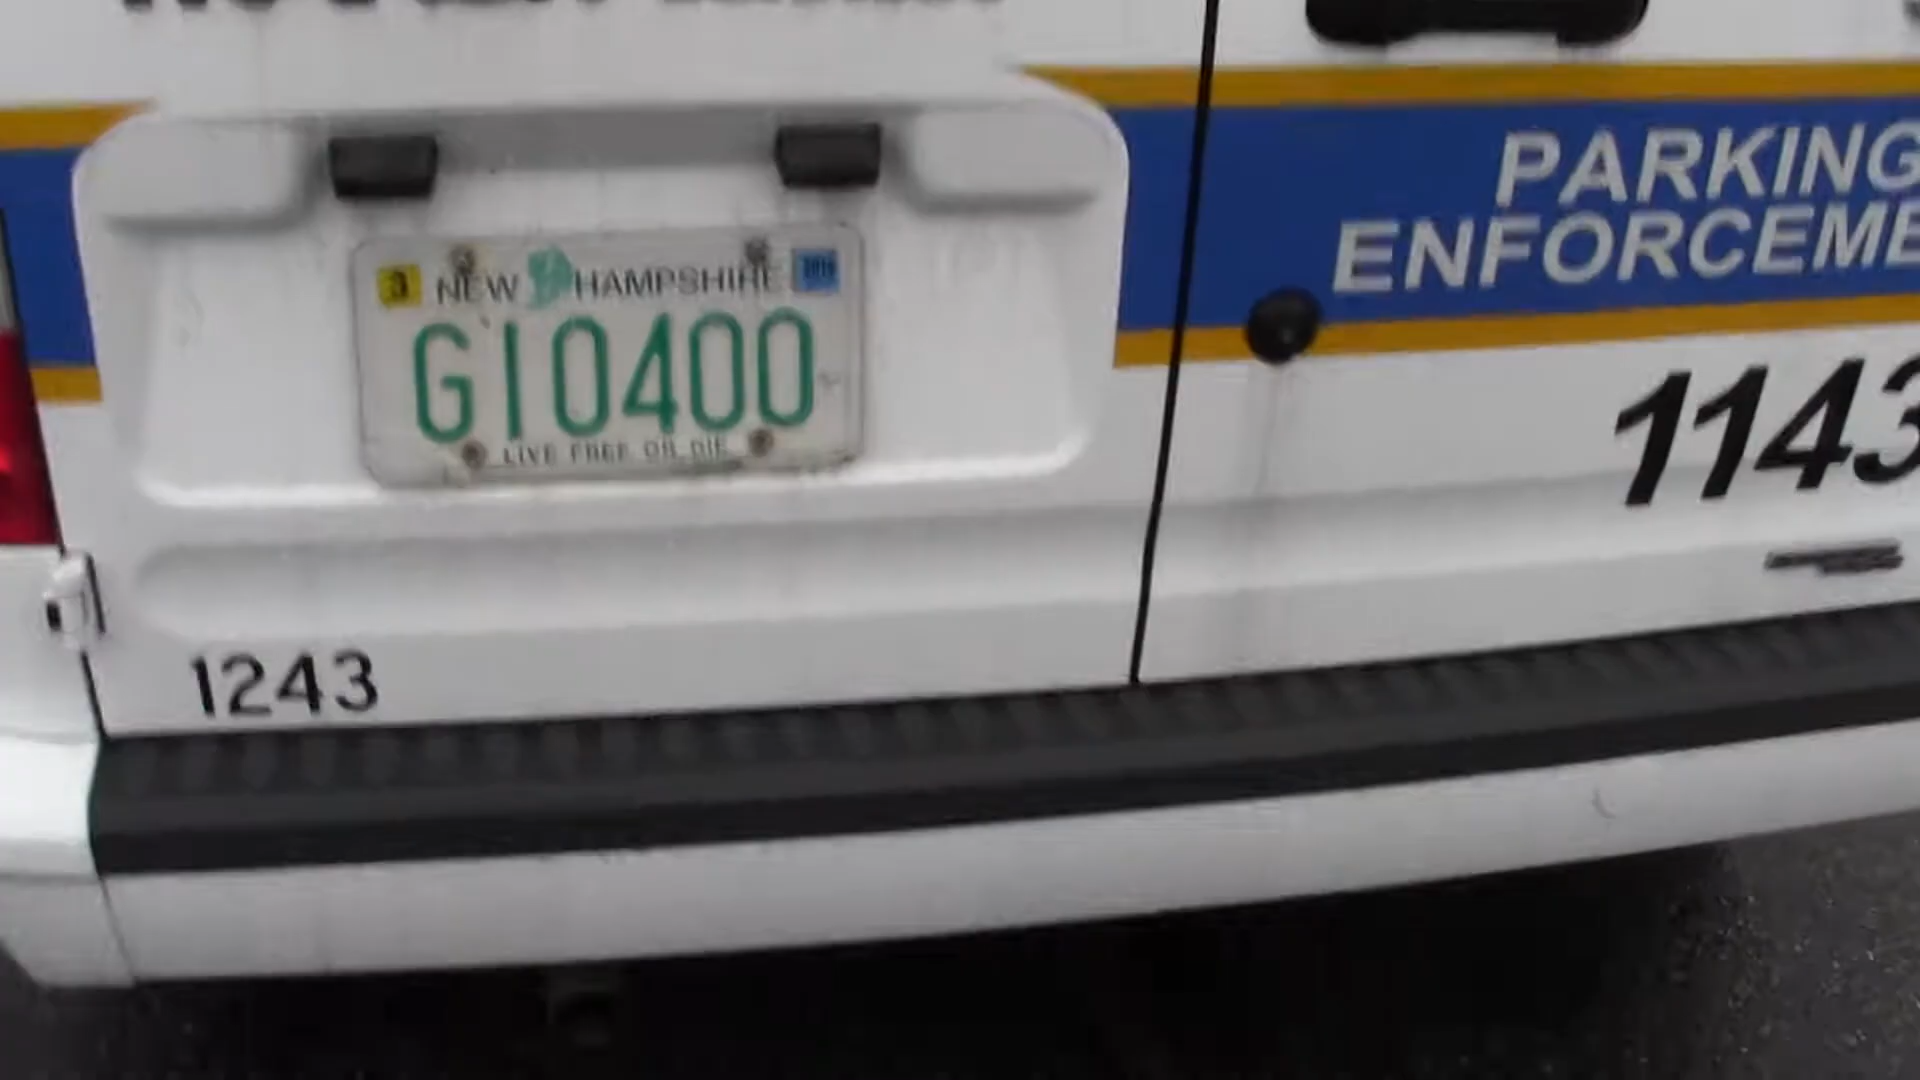 PARKING
ENFORCEME
3 NEW HAMPSHIRE
G10400
LIVE FREE OR DIE
1143
1243